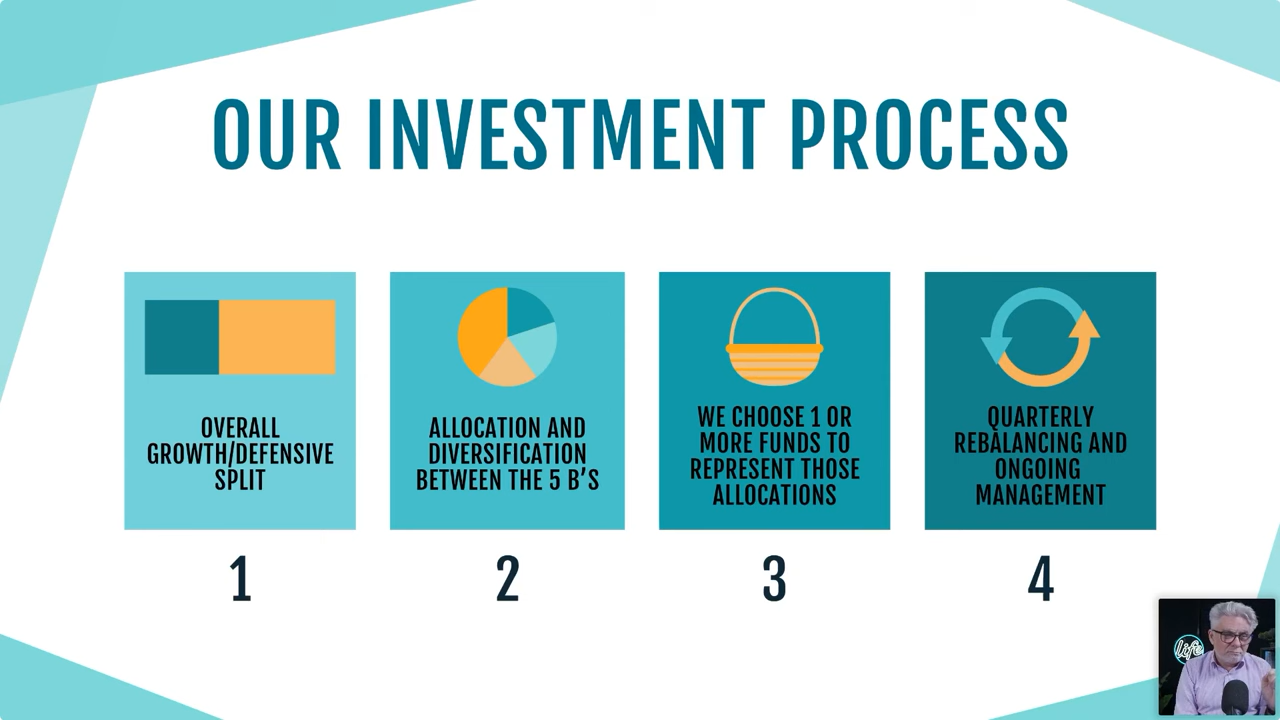 OUR INVESTMENT PROCESS
OVERALL
GROWTH/DEFENSIVE
SPLIT
1
ALLOCATION AND
DIVERSIFICATION
BETWEEN THE 5 B'S
2
WE CHOOSE 1 OR
MORE FUNDS TO
REPRESENT THOSE
ALLOCATIONS
3
QUARTERLY
REBALANCING AND
ONGOING
MANAGEMENT
4
life